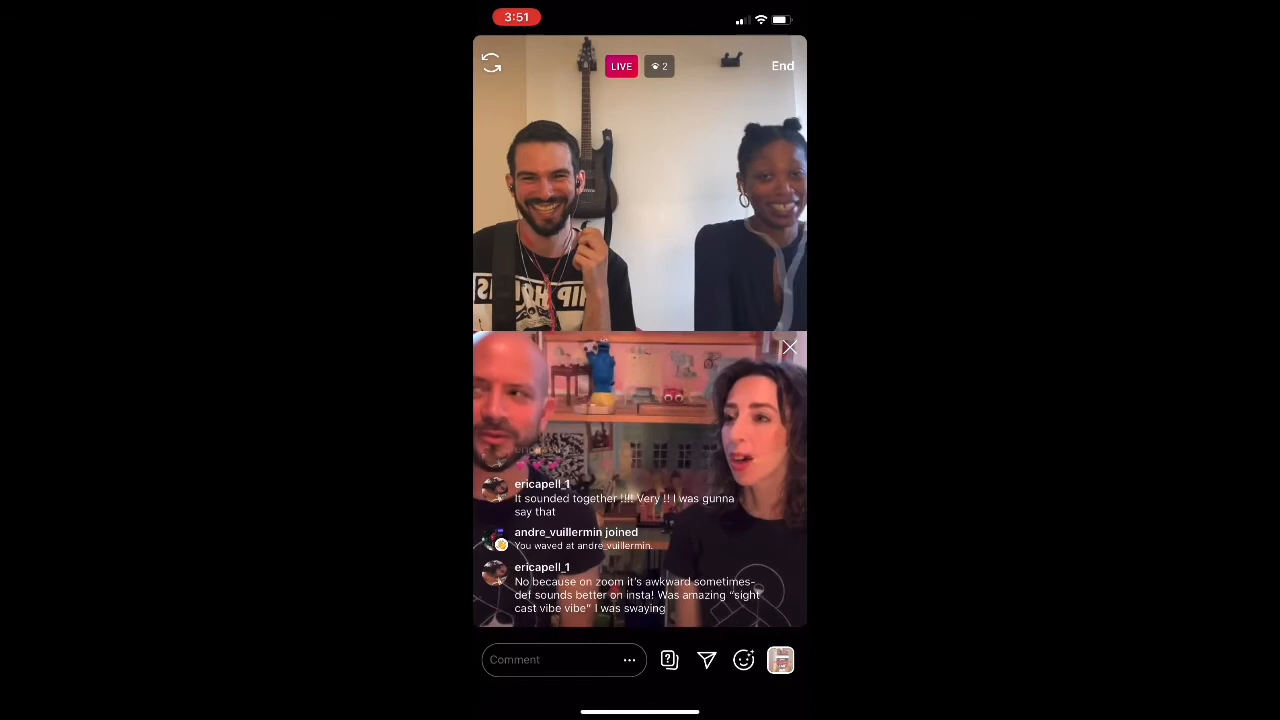 3:51
LIVE
2
End
ericapell_1
It sounded together !!!! Very !! I was gunna
say that
andre_vuillermin joined
You waved at andre_vuillermin.
ericapell_1
No because on zoom it's awkward sometimes-
def sounds better on insta! Was amazing “sight
cast vibe vibe” I was swaying
Comment